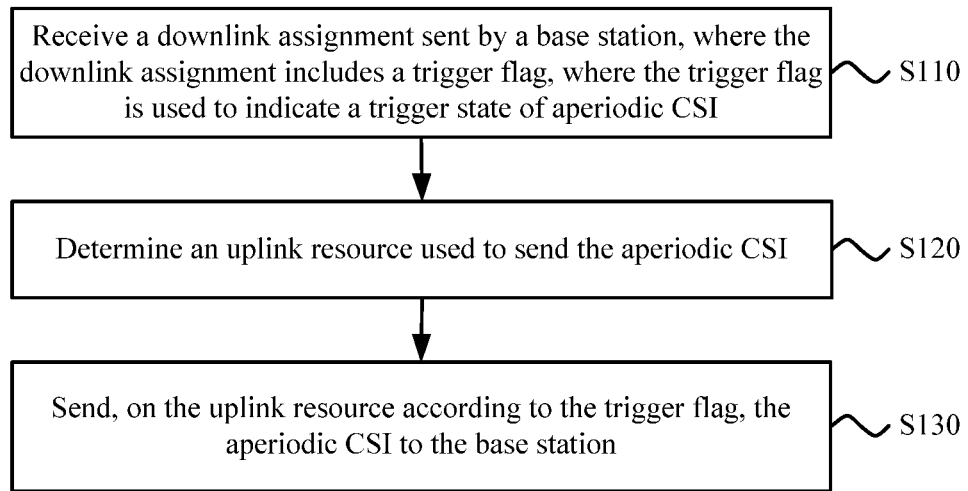 Receive a downlink assignment sent by a base station, where the
downlink assignment includes a trigger flag, where the trigger flag
is used to indicate a trigger state of aperiodic CSI
S110
Determine an uplink resource used to send the aperiodic CSI
S120
Send, on the uplink resource according to the trigger flag, the
aperiodic CSI to the base station
S130